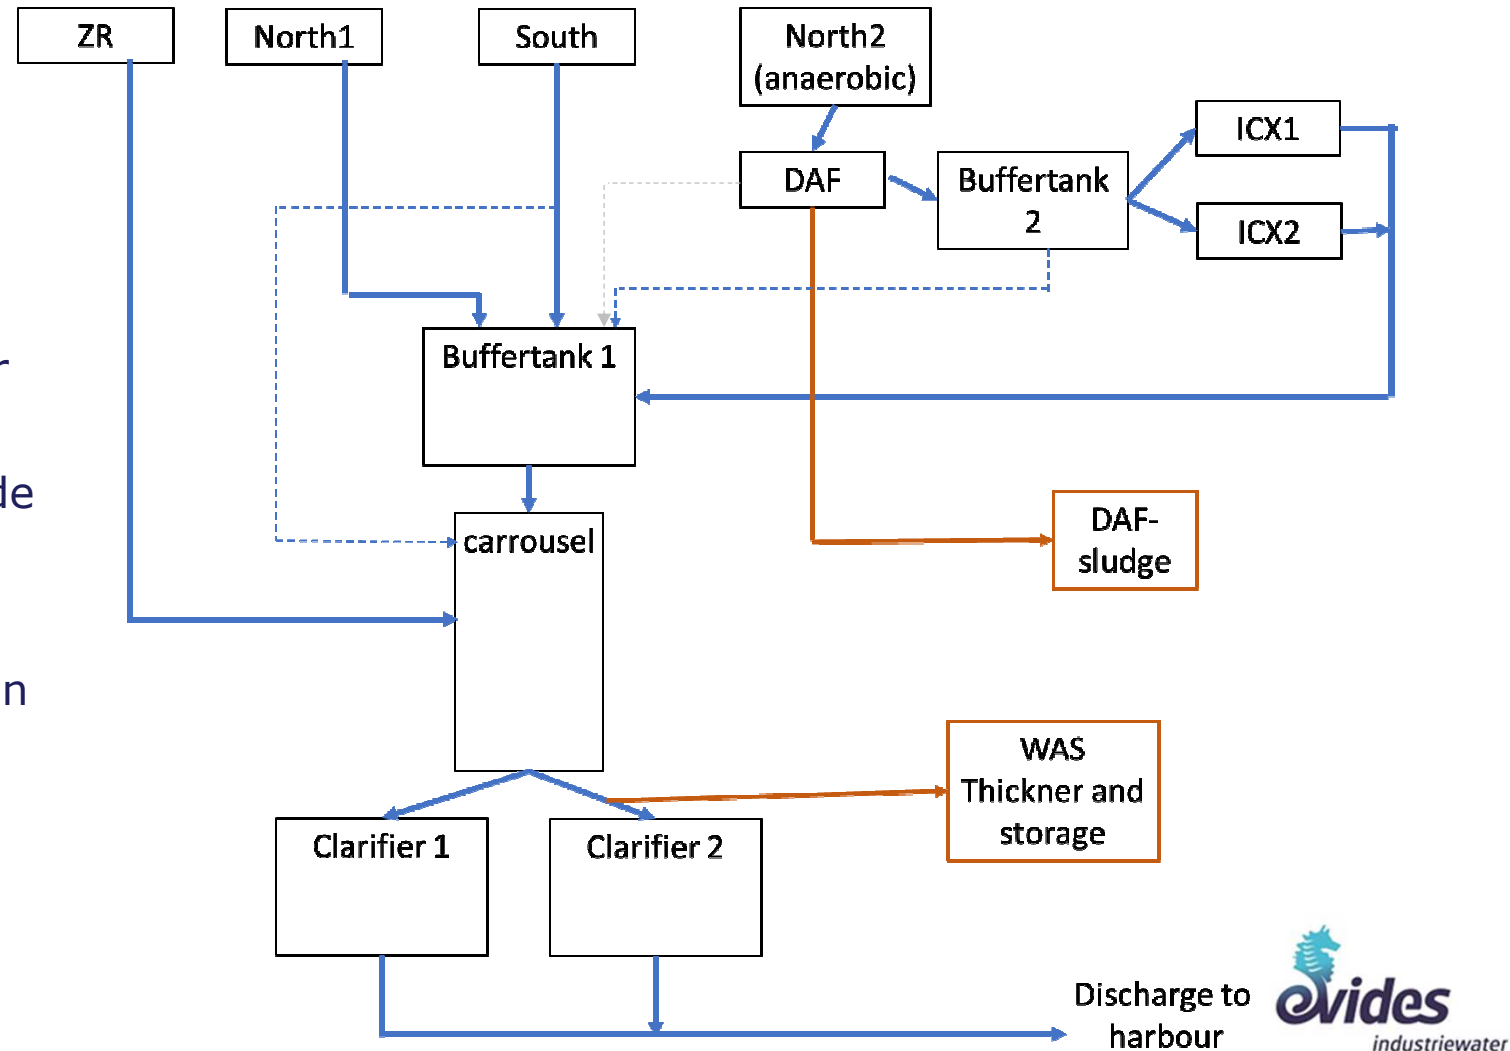 ZR
North1
South
North2
(anaerobic)
ICX1
DAF
Buffertank
2
ICX2
Buffertank 1
r
de
carrousel
DAF-
sludge
n
WAS
Thickner and
storage
Clarifier 1
Clarifier 2
Discharge to
harbour
evides
industriewater